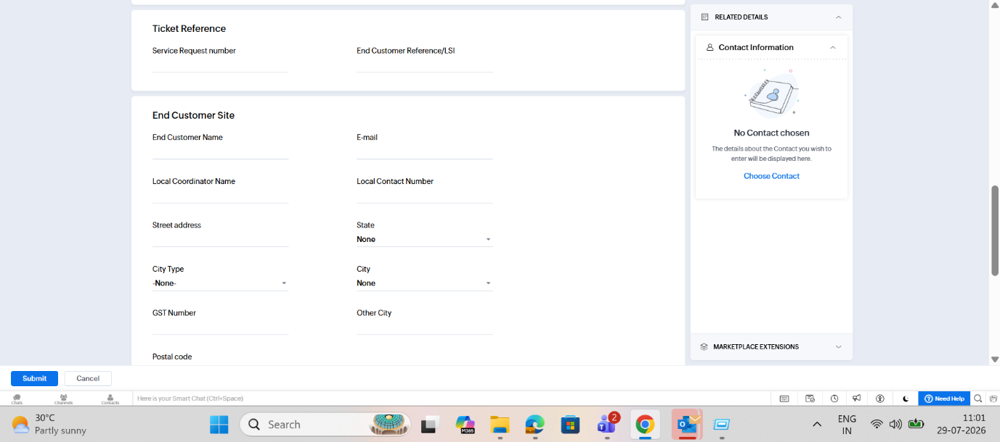 Ticket Reference
Service Request number
End Customer Reference/LSI
End Customer Site
End Customer Name
E-mail
Local Coordinator Name
Local Contact Number
Street address
State
None
City Type
-None-
City
None
GST Number
Other City
Postal code
RELATED DETAILS
Contact Information
No Contact chosen
The details about the Contact you wish to
enter will be displayed here.
Choose Contact
MARKETPLACE EXTENSIONS
Submit
Cancel
Chats
Channels
Contacts
Here is your Smart Chat (Ctrl+Space)
Need Help
30°C
Partly sunny
Search
M365
2
ENG
IN
11:01
29-07-2026